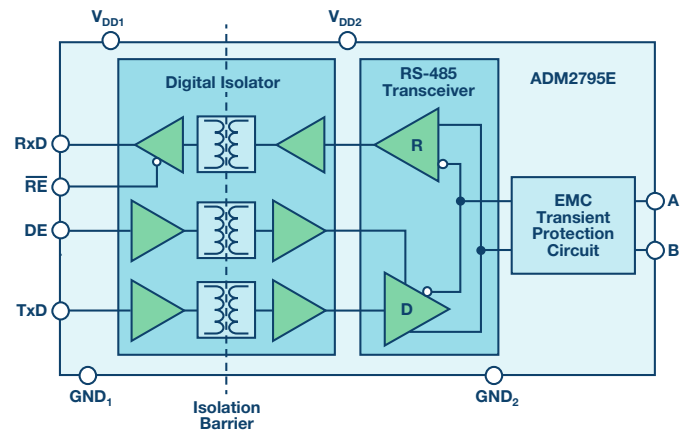 VDD1
VDD2
Digital Isolator
RS-485
Transceiver
ADM2795E
RxD
R
RE
EMC
Transient
Protection
Circuit
A
DE
B
TxD
D
GND1
GND2
Isolation
Barrier